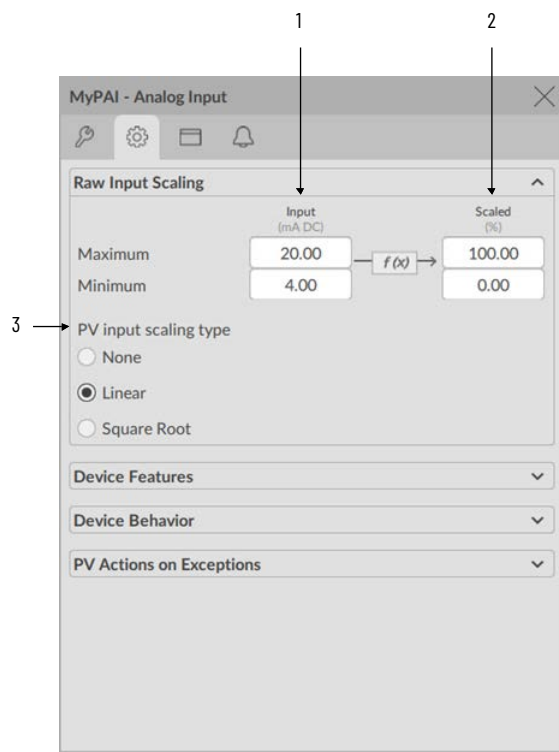 1 2
MyPAI - Analog Input
Raw Input Scaling
Input Scaled
(mA DC) (%)
Maximum 20.00 f(x) 100.00
Minimum 4.00 0.00
3 PV input scaling type
None
Linear
Square Root
Device Features
Device Behavior
PV Actions on Exceptions